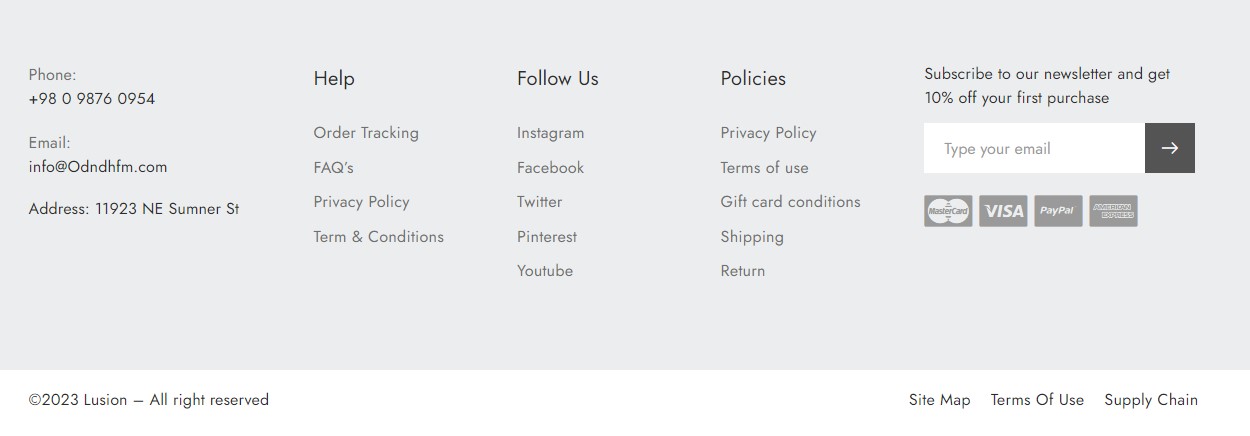 Phone:
+98 0 9876 0954
Email:
info@Odndhfm.com
Address: 11923 NE Sumner St
Help
Order Tracking
FAQ's
Privacy Policy
Term & Conditions
Follow Us
Instagram
Facebook
Twitter
Pinterest
Youtube
Policies
Privacy Policy
Terms of use
Gift card conditions
Shipping
Return
Subscribe to our newsletter and get
10% off your first purchase
Type your email
MasterCard VISA PayPal AMERICAN EXPRESS
©2023 Lusion – All right reserved
Site Map Terms Of Use Supply Chain